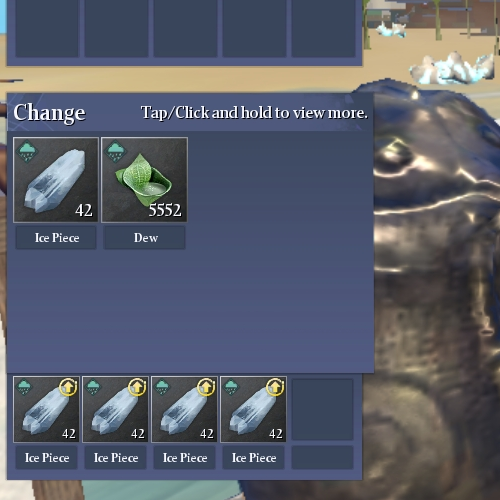 Change
Tap/Click and hold to view more.
42
5552
Ice Piece
Dew
42
42
42
42
Ice Piece
Ice Piece
Ice Piece
Ice Piece